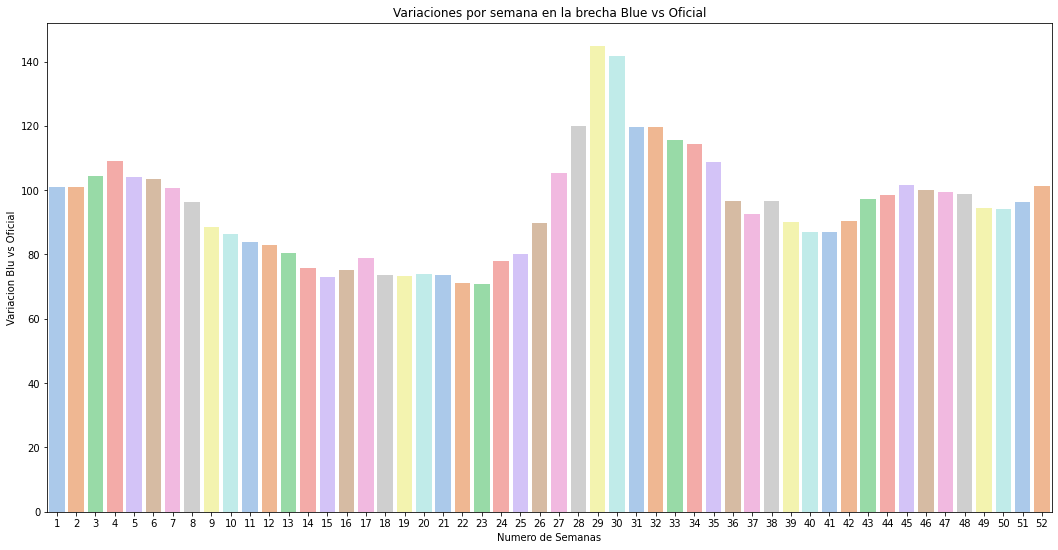 Variaciones por semana en la brecha Blue vs Oficial
Variacion Blu vs Oficial
140
120
100
80
60
40
20
0
1 2 3 4 5 6 7 8 9 10 11 12 13 14 15 16 17 18 19 20 21 22 23 24 25 26 27 28 29 30 31 32 33 34 35 36 37 38 39 40 41 42 43 44 45 46 47 48 49 50 51 52
Numero de Semanas